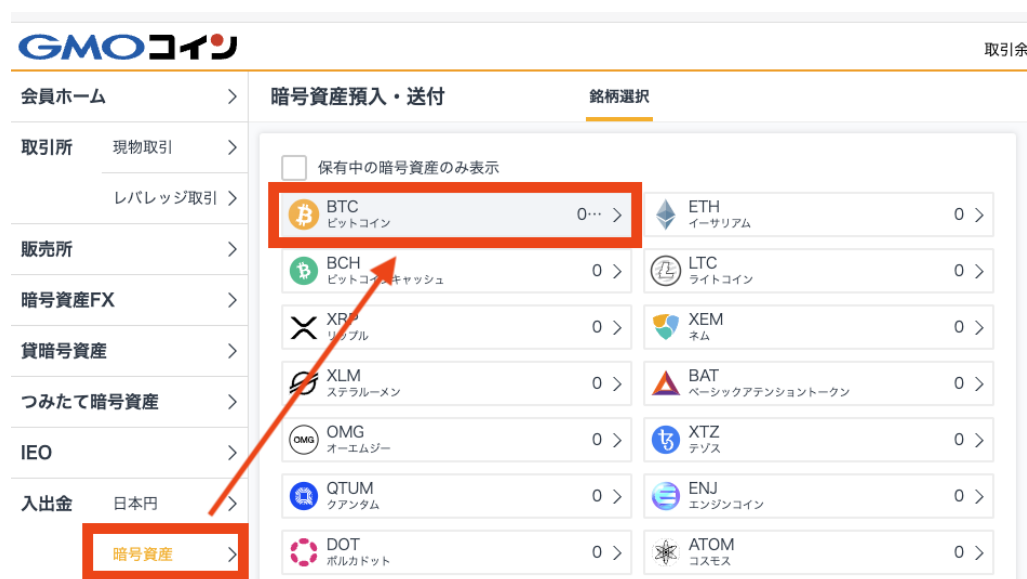 GMOコイン
取引余
会員ホーム
暗号資産預入・送付
銘柄選択
取引所
現物取引
レバレッジ取引
販売所
暗号資産FX
貸暗号資産
つみたて暗号資産
IEO
入出金
日本円
暗号資産
保有中の暗号資産のみ表示
BTC
ビットコイン
0…
ETH
イーサリアム
0
BCH
ビットコインキャッシュ
0
LTC
ライトコイン
0
XRP
リップル
0
XEM
ネム
0
XLM
ステラルーメン
0
BAT
ベーシックアテンショントークン
0
OMG
OMG
オーエムジー
0
XTZ
テゾス
0
QTUM
クアンタム
0
ENJ
エンジンコイン
0
DOT
ポルカドット
0
ATOM
コスモス
0